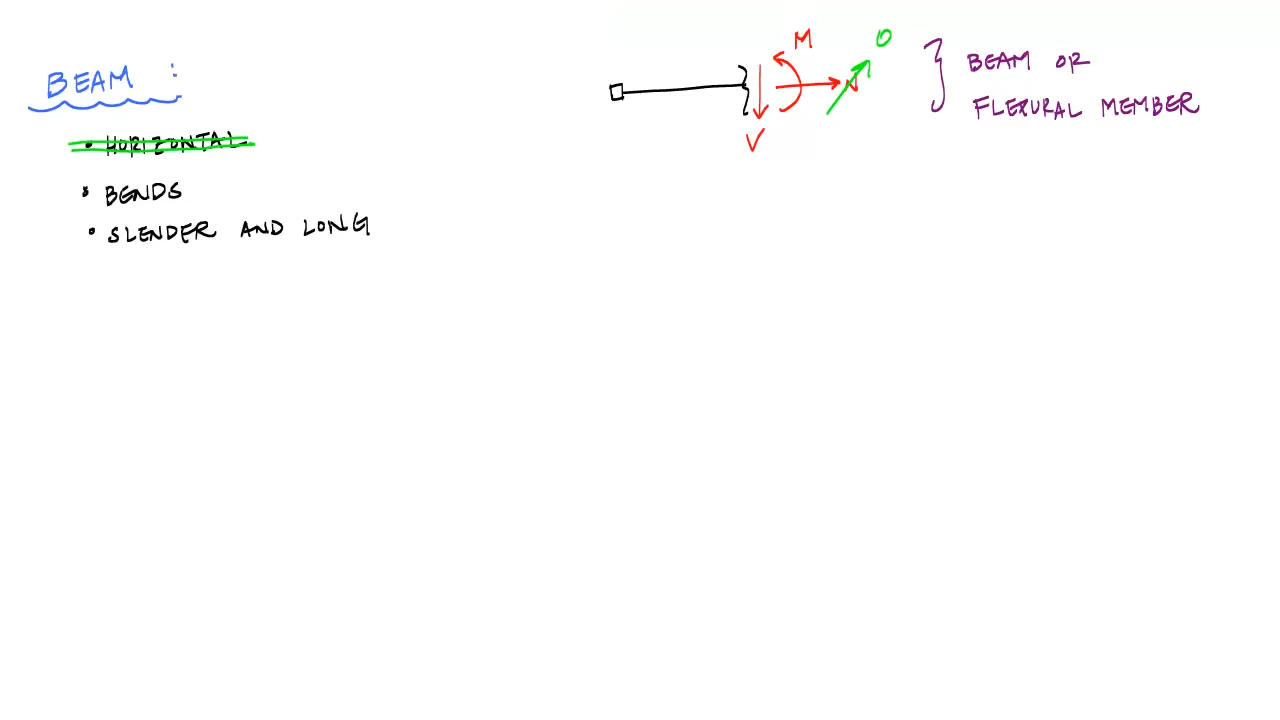 BEAM :
• HORIZONTAL
• BENDS
• SLENDER AND LONG
M
N
O
V
BEAM OR
FLEXURAL MEMBER